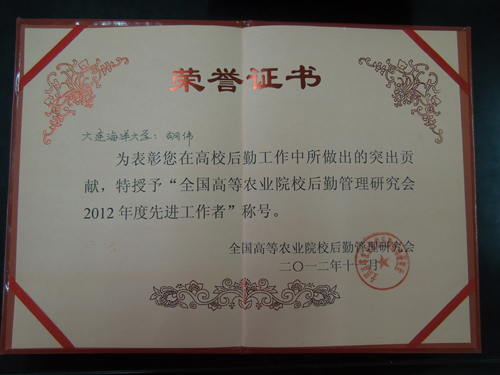 荣誉证书
大连海洋大学：胡伟
为表彰您在高校后勤工作中所做出的突出贡
献，特授予“全国高等农业院校后勤管理研究会
2012年度先进工作者”称号。
全国高等农业院校后勤管理研究会
二〇一二年十 月